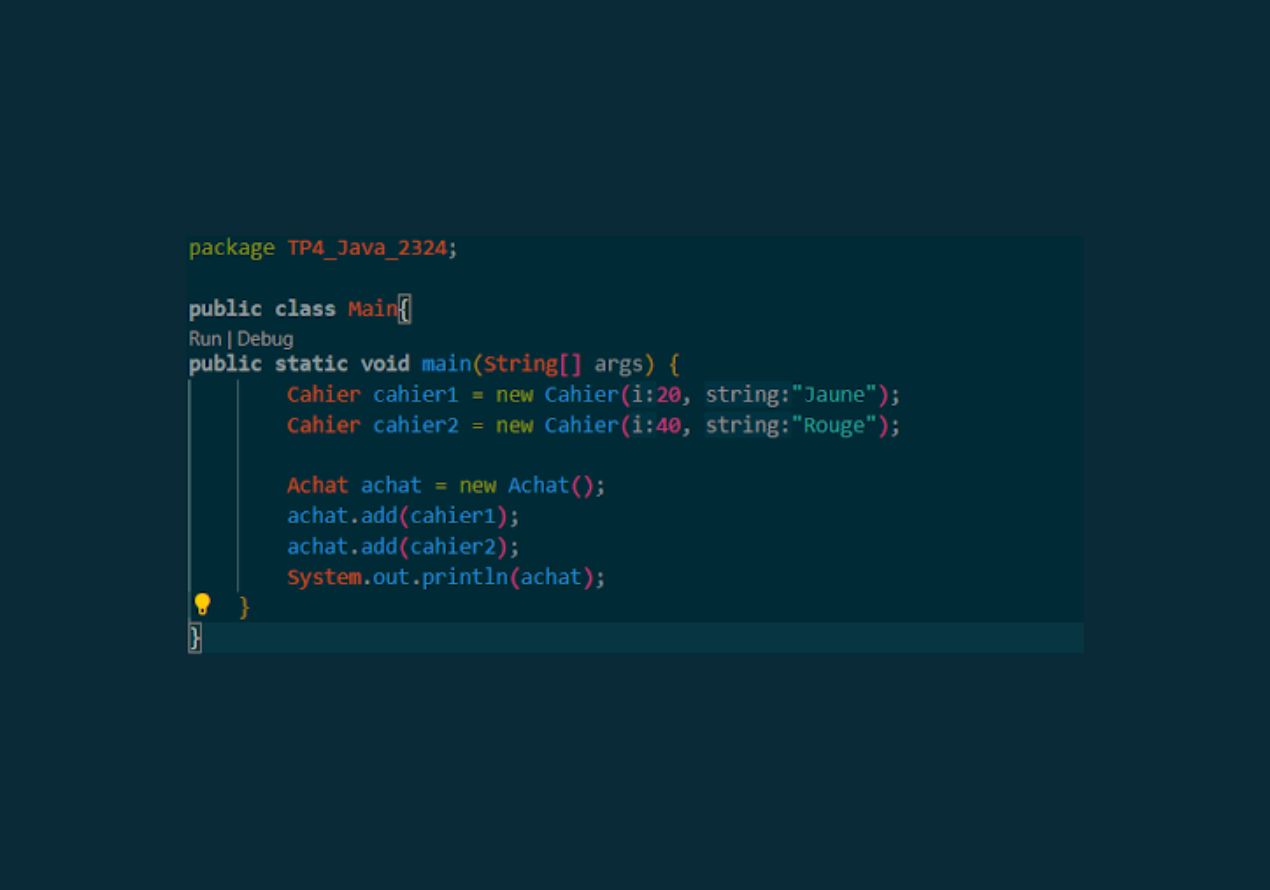 package TP4_Java_2324;
public class Main{
Run | Debug
public static void main(String[] args) {
Cahier cahier1 = new Cahier(i:20, string:"Jaune");
Cahier cahier2 = new Cahier(i:40, string:"Rouge");
Achat achat = new Achat();
achat.add(cahier1);
achat.add(cahier2);
System.out.println(achat);
}
}